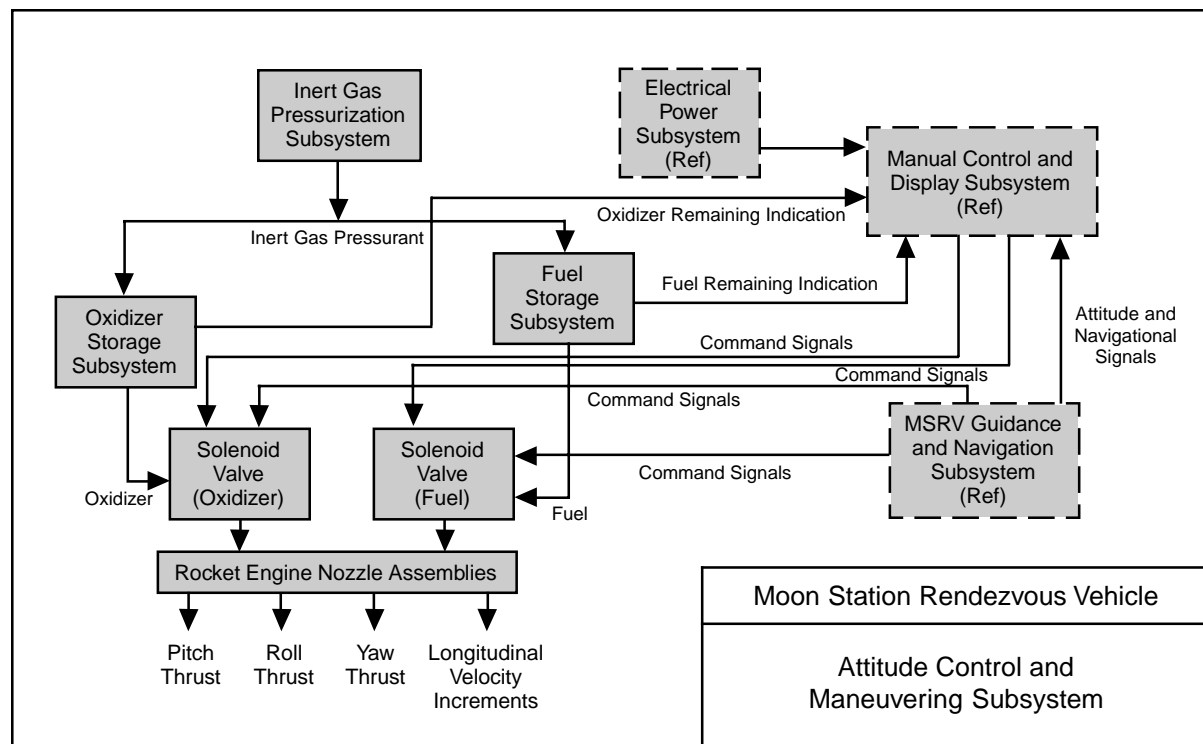 Inert Gas
Pressurization
Subsystem
Electrical
Power
Subsystem
(Ref)
Manual Control and
Display Subsystem
(Ref)
Oxidizer Remaining Indication
Inert Gas Pressurant
Fuel
Storage
Subsystem
Fuel Remaining Indication
Oxidizer
Storage
Subsystem
Attitude and
Navigational
Signals
Command Signals
Command Signals
Command Signals
Solenoid
Valve
(Oxidizer)
Solenoid
Valve
(Fuel)
MSRV Guidance
and Navigation
Subsystem
(Ref)
Command Signals
Oxidizer
Fuel
Rocket Engine Nozzle Assemblies
Pitch
Thrust
Roll
Thrust
Yaw
Thrust
Longitudinal
Velocity
Increments
Moon Station Rendezvous Vehicle
Attitude Control and
Maneuvering Subsystem